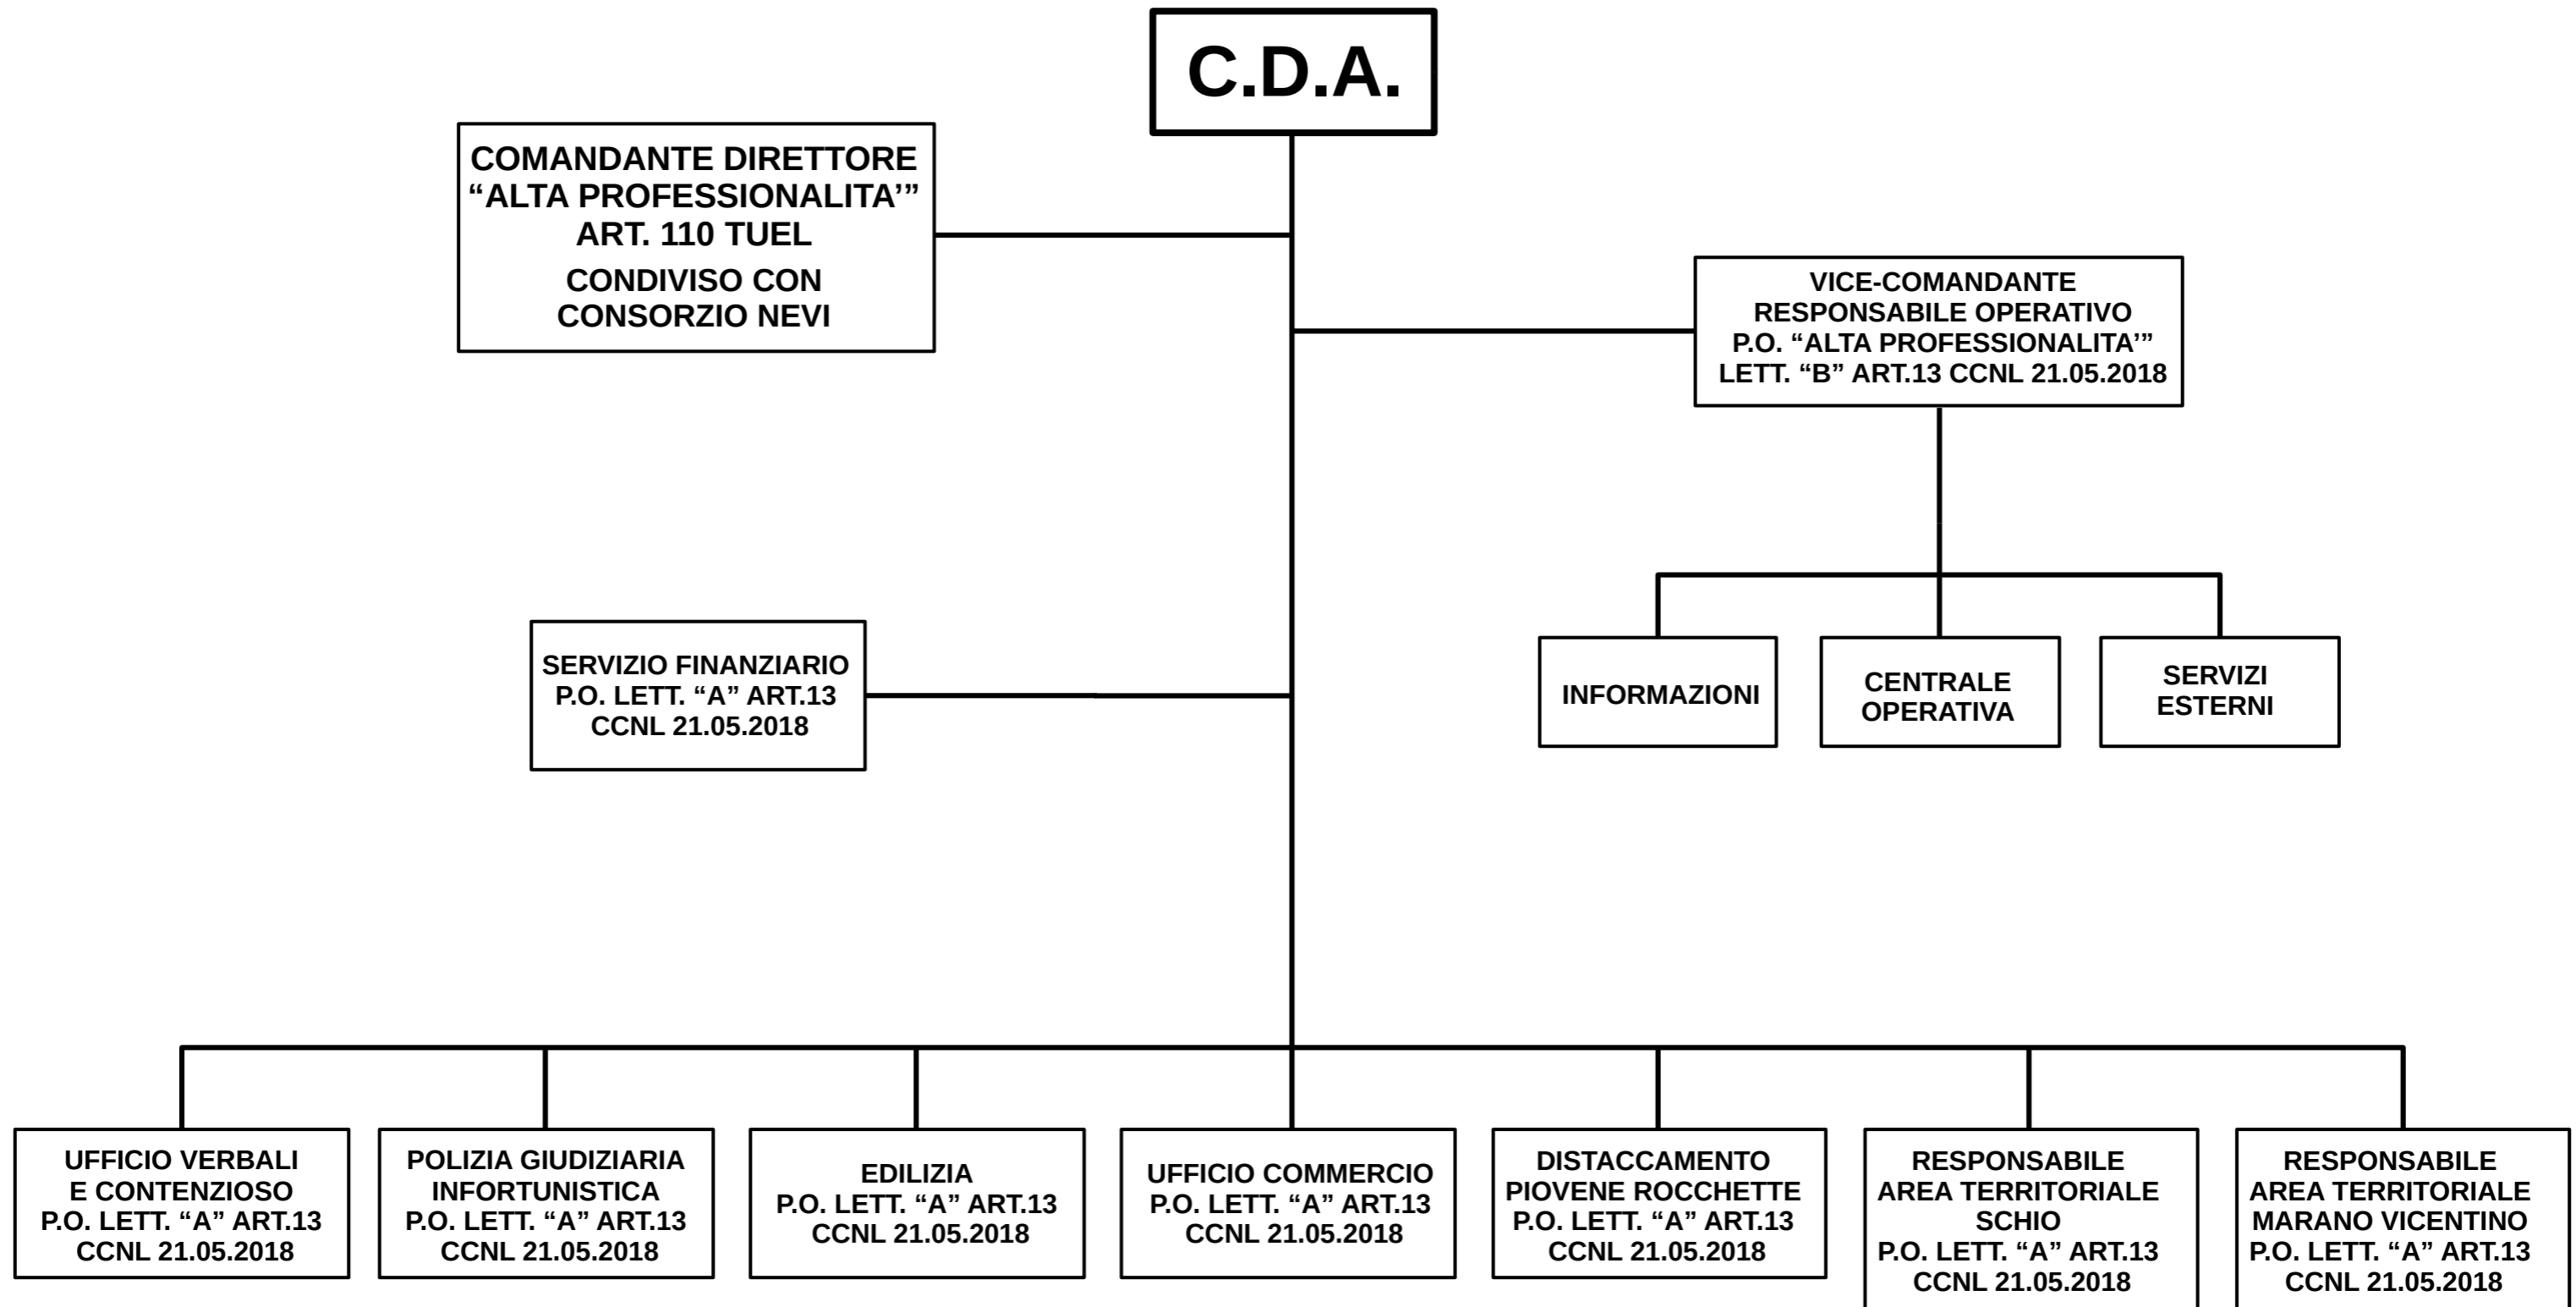 C.D.A.
COMANDANTE DIRETTORE
“ALTA PROFESSIONALITA’”
ART. 110 TUEL
CONDIVISO CON
CONSORZIO NEVI
VICE-COMANDANTE
RESPONSABILE OPERATIVO
P.O. “ALTA PROFESSIONALITA’”
LETT. “B” ART.13 CCNL 21.05.2018
SERVIZIO FINANZIARIO
P.O. LETT. “A” ART.13
CCNL 21.05.2018
INFORMAZIONI
CENTRALE
OPERATIVA
SERVIZI
ESTERNI
UFFICIO VERBALI
E CONTENZIOSO
P.O. LETT. “A” ART.13
CCNL 21.05.2018
POLIZIA GIUDIZIARIA
INFORTUNISTICA
P.O. LETT. “A” ART.13
CCNL 21.05.2018
EDILIZIA
P.O. LETT. “A” ART.13
CCNL 21.05.2018
UFFICIO COMMERCIO
P.O. LETT. “A” ART.13
CCNL 21.05.2018
DISTACCAMENTO
PIOVENE ROCCHETTE
P.O. LETT. “A” ART.13
CCNL 21.05.2018
RESPONSABILE
AREA TERRITORIALE
SCHIO
P.O. LETT. “A” ART.13
CCNL 21.05.2018
RESPONSABILE
AREA TERRITORIALE
MARANO VICENTINO
P.O. LETT. “A” ART.13
CCNL 21.05.2018